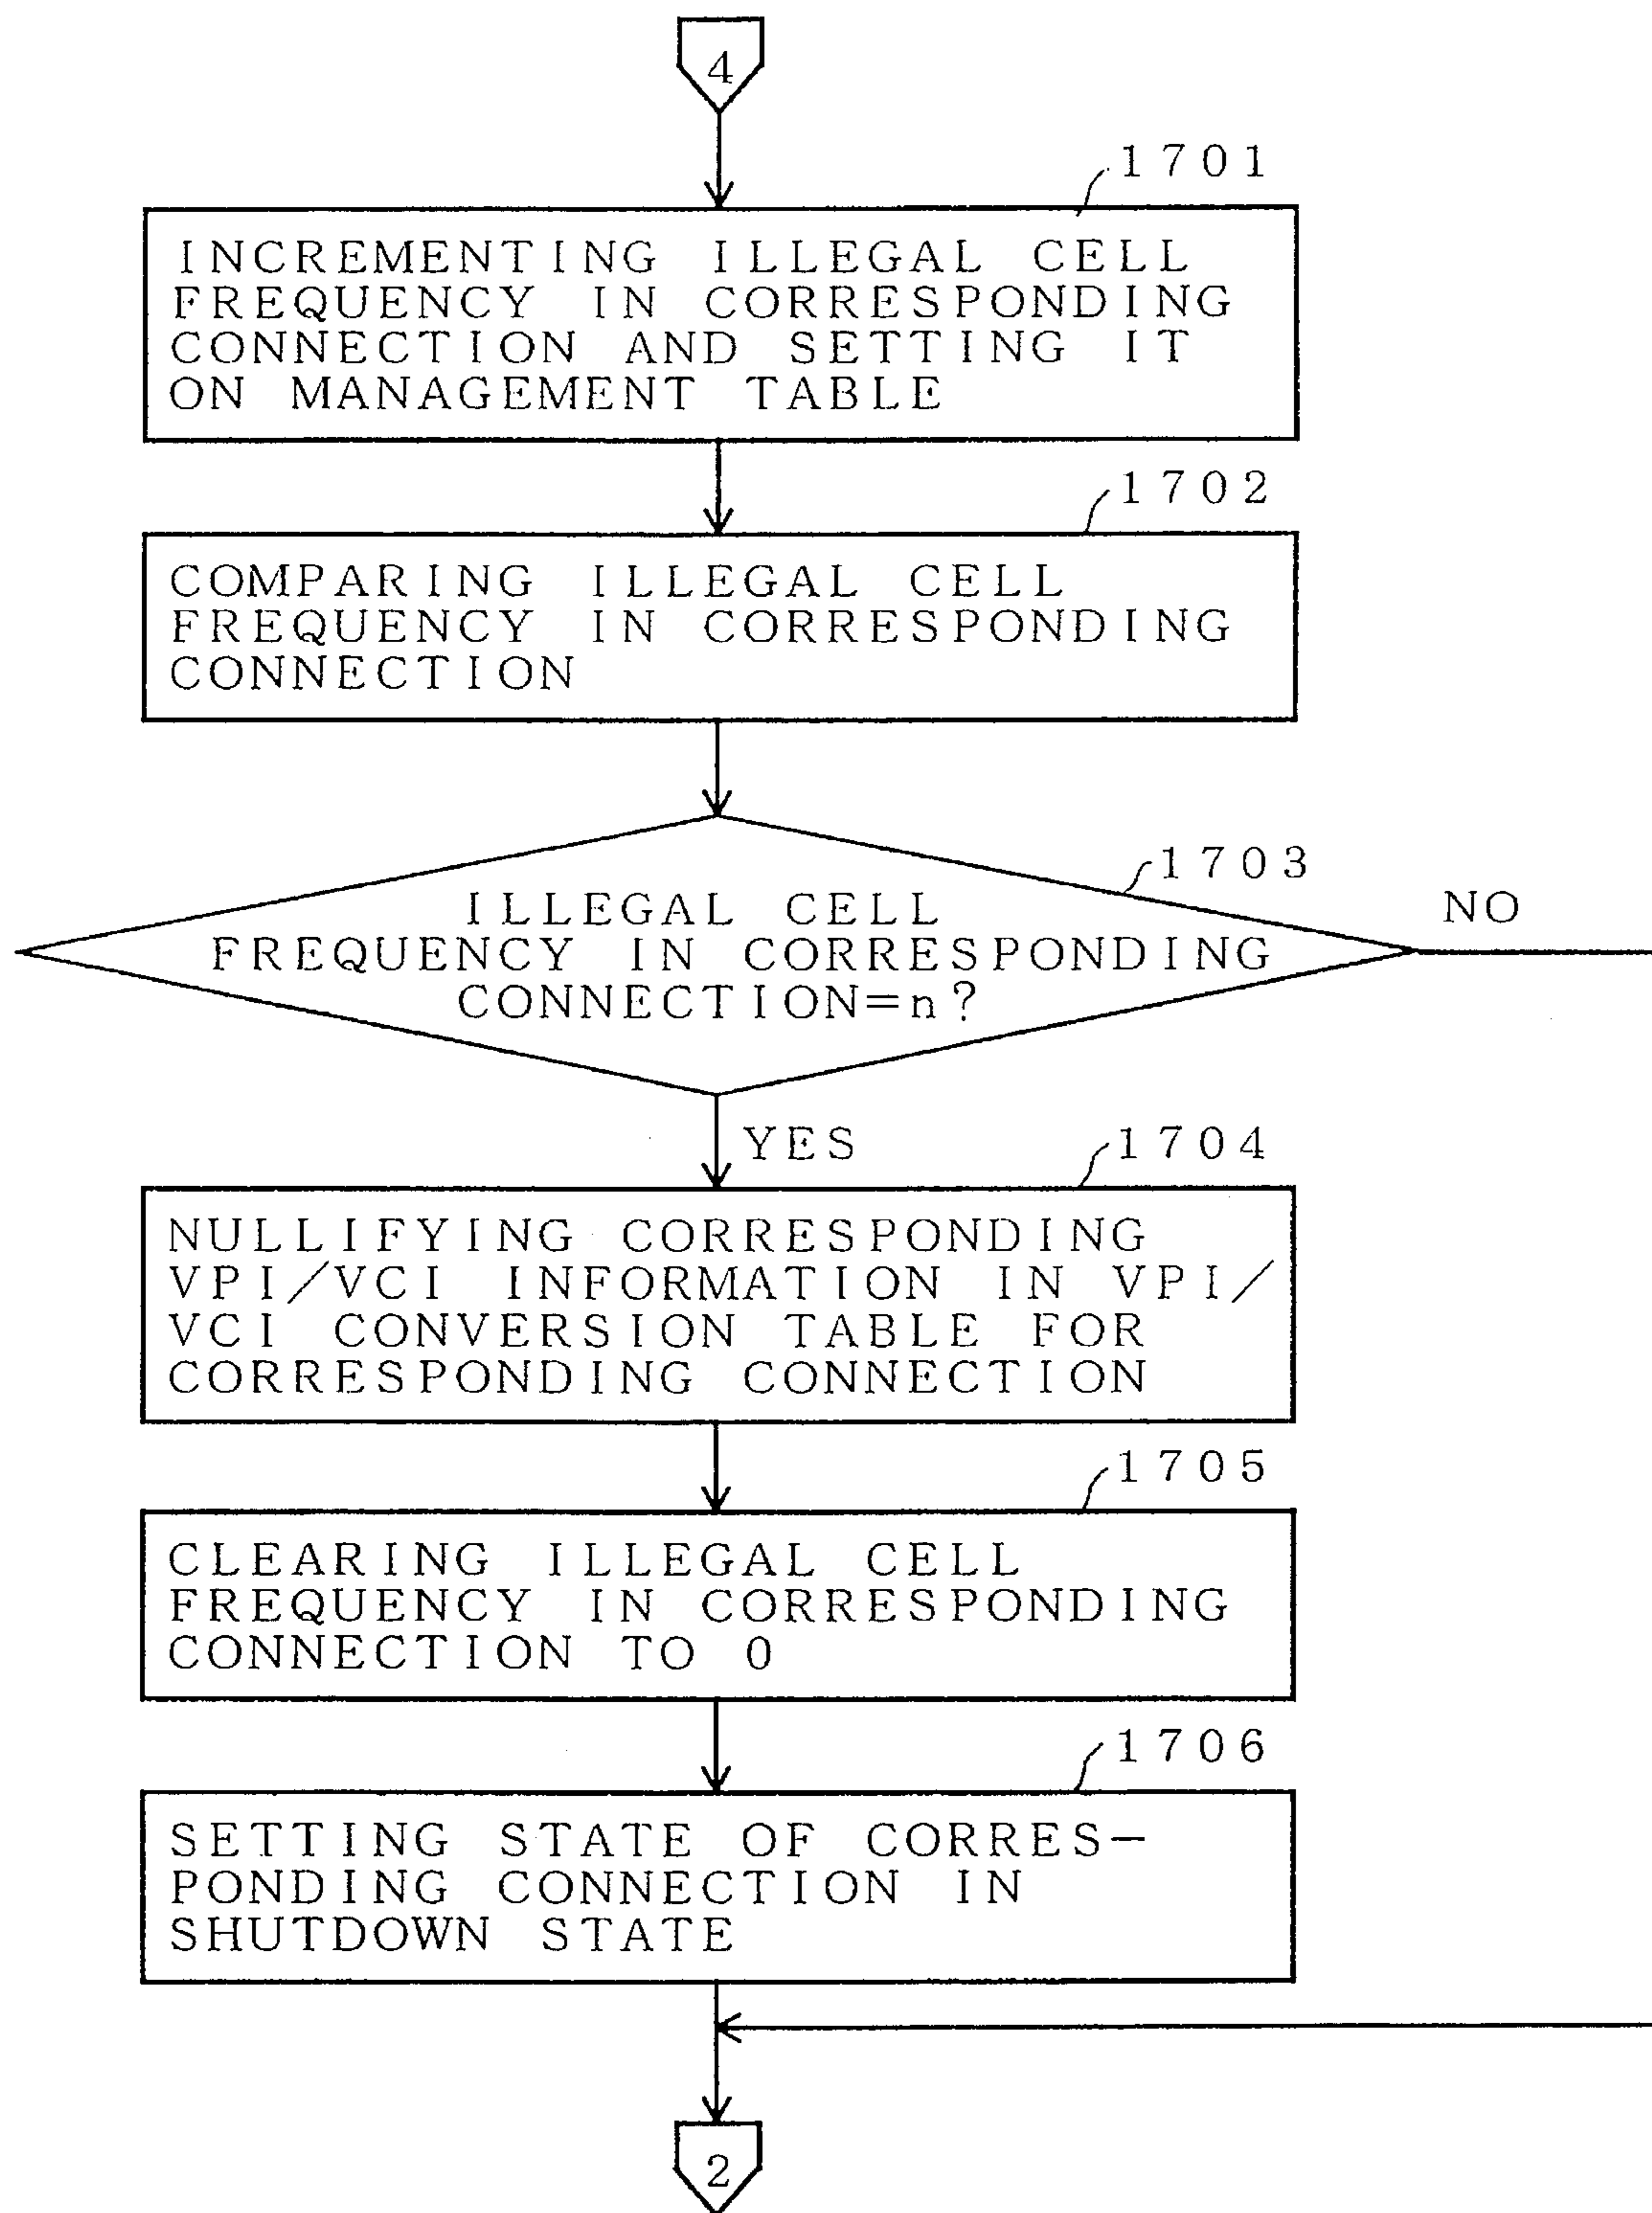 4
1701
INCREMENTING ILLEGAL CELL
FREQUENCY IN CORRESPONDING
CONNECTION AND SETTING IT
ON MANAGEMENT TABLE
1702
COMPARING ILLEGAL CELL
FREQUENCY IN CORRESPONDING
CONNECTION
1703
ILLEGAL CELL
FREQUENCY IN CORRESPONDING
CONNECTION=n?
NO
YES
1704
NULLIFYING CORRESPONDING
VPI/VCI INFORMATION IN VPI/
VCI CONVERSION TABLE FOR
CORRESPONDING CONNECTION
1705
CLEARING ILLEGAL CELL
FREQUENCY IN CORRESPONDING
CONNECTION TO 0
1706
SETTING STATE OF CORRES-
PONDING CONNECTION IN
SHUTDOWN STATE
2